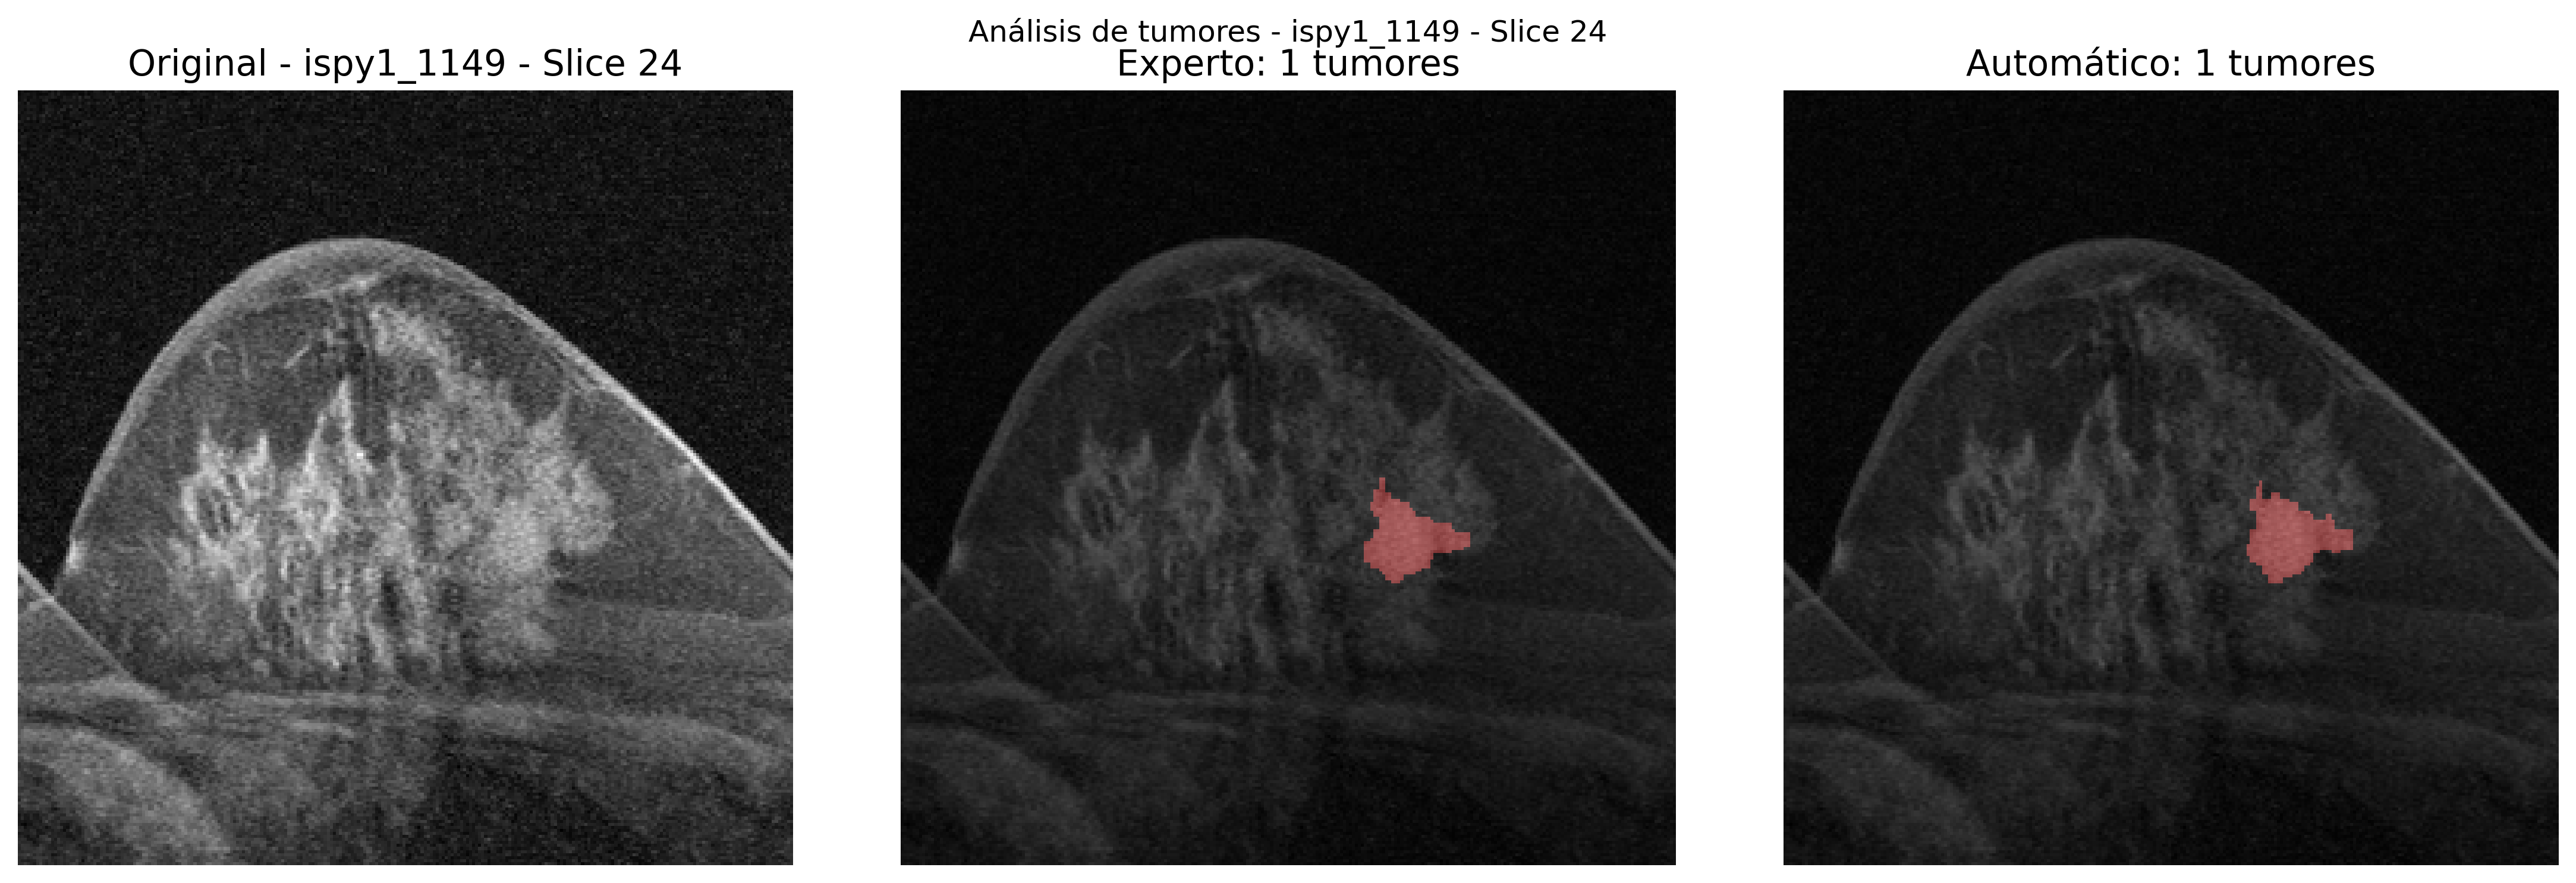 Análisis de tumores - ispy1_1149 - Slice 24
Original - ispy1_1149 - Slice 24
Experto: 1 tumores
Automático: 1 tumores